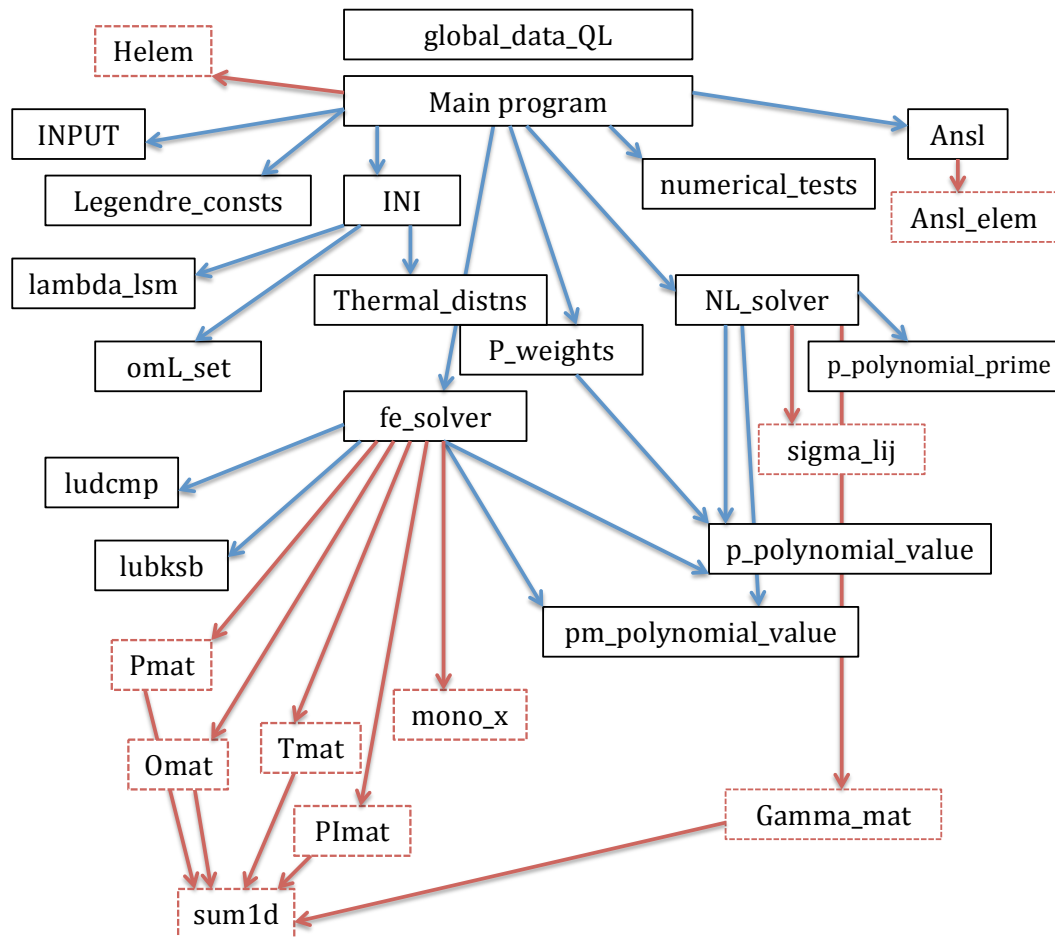 global_data_QL
Helem
Main program
INPUT
Ansl
Legendre_consts
INI
numerical_tests
Ansl_elem
lambda_lsm
Thermal_distns
NL_solver
omL_set
P_weights
p_polynomial_prime
fe_solver
sigma_lij
ludcmp
lubksb
p_polynomial_value
pm_polynomial_value
Pmat
mono_x
Omat
Tmat
PImat
Gamma_mat
sum1d